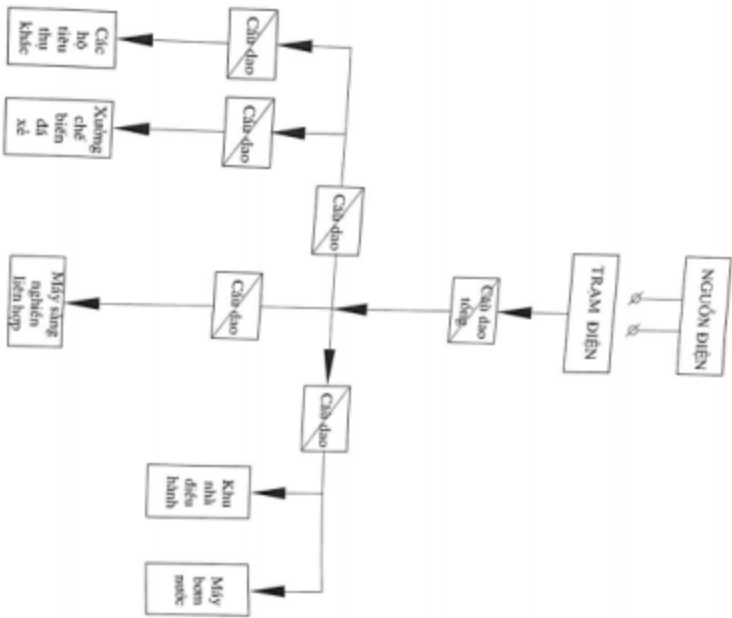 NGUỒN ĐIỆN
TRẠM ĐIỆN
Cầu dao
tổng
Cầu dao
Cầu dao
Cầu dao
Cầu dao
Cầu dao
Các
hộ
tiêu
thụ
khác
Xưởng
chế
biến
đá
xẻ
Máy sàng
nghiền
liên hợp
Khu
nhà
điều
hành
Máy
bơm
nước